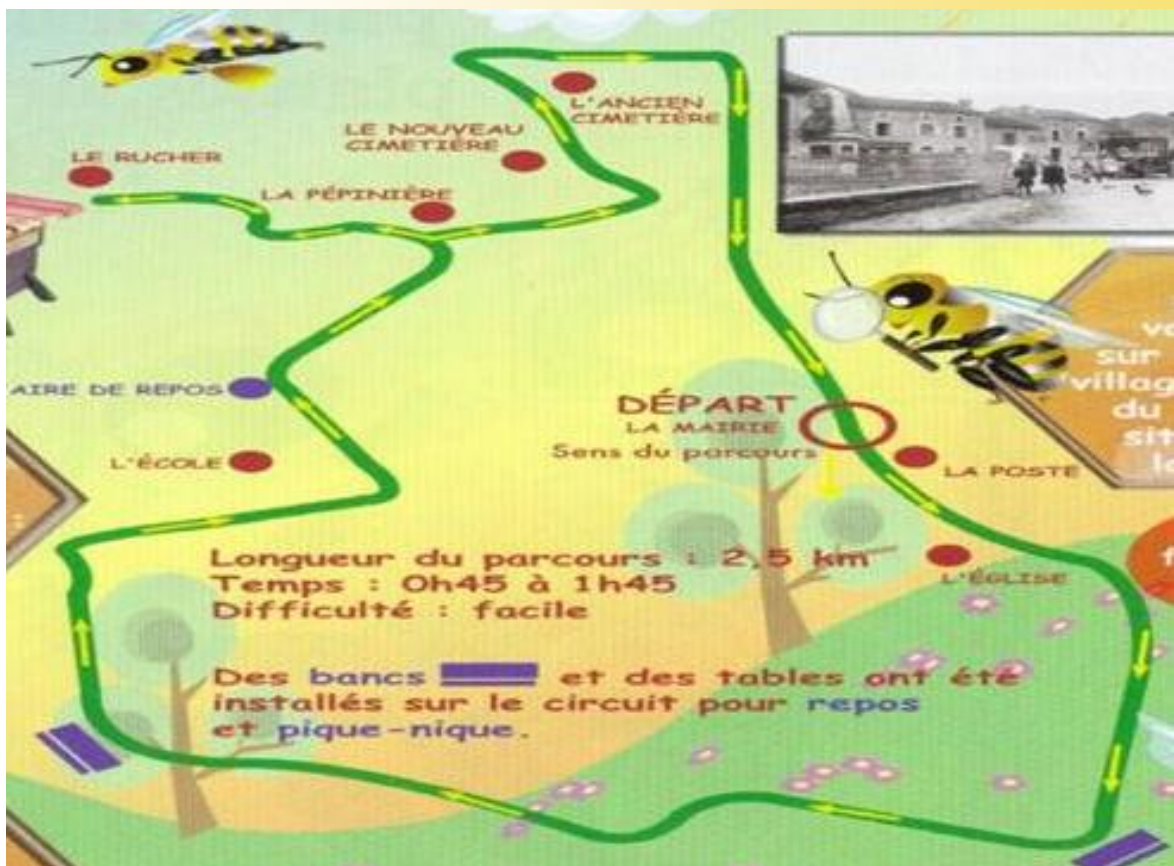 L'ANCIEN
CIMETIÈRE
LE NOUVEAU
CIMETIÈRE
LE RUCHER
LA PÉPINIÈRE
AIRE DE REPOS
L'ÉCOLE
DÉPART
LA MAIRIE
Sens du parcours
LA POSTE
L'ÉGLISE
sur
du
Longueur du parcours : 2,5 km
Temps : 0h45 à 1h45
Difficulté : facile
Des bancs et des tables ont été
installés sur le circuit pour repos
et pique-nique.